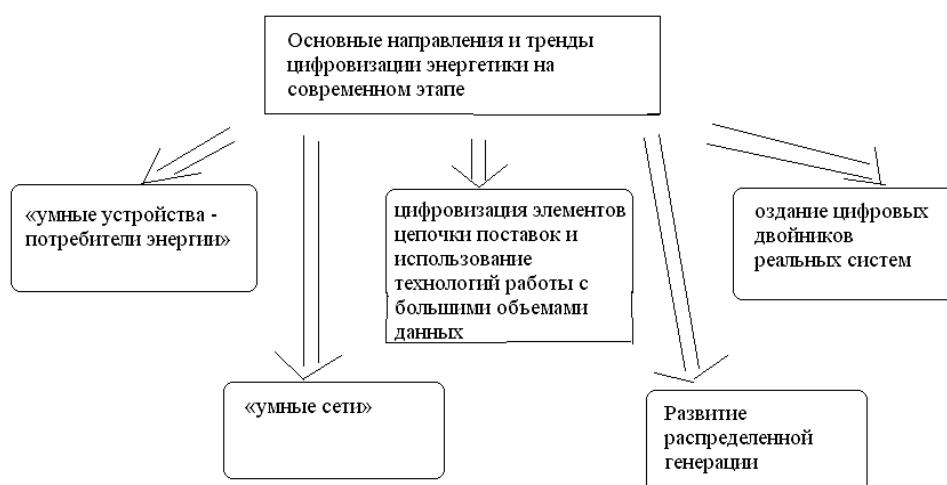 Основные направления и тренды
цифровизации энергетики на
современном этапе
«умные устройства -
потребители энергии»
цифровизация элементов
цепочки поставок и
использование
технологий работы с
большими обьемами
данных
оздание цифровых
двойников
реальных систем
«умные сети»
Развитие
распределенной
генерации